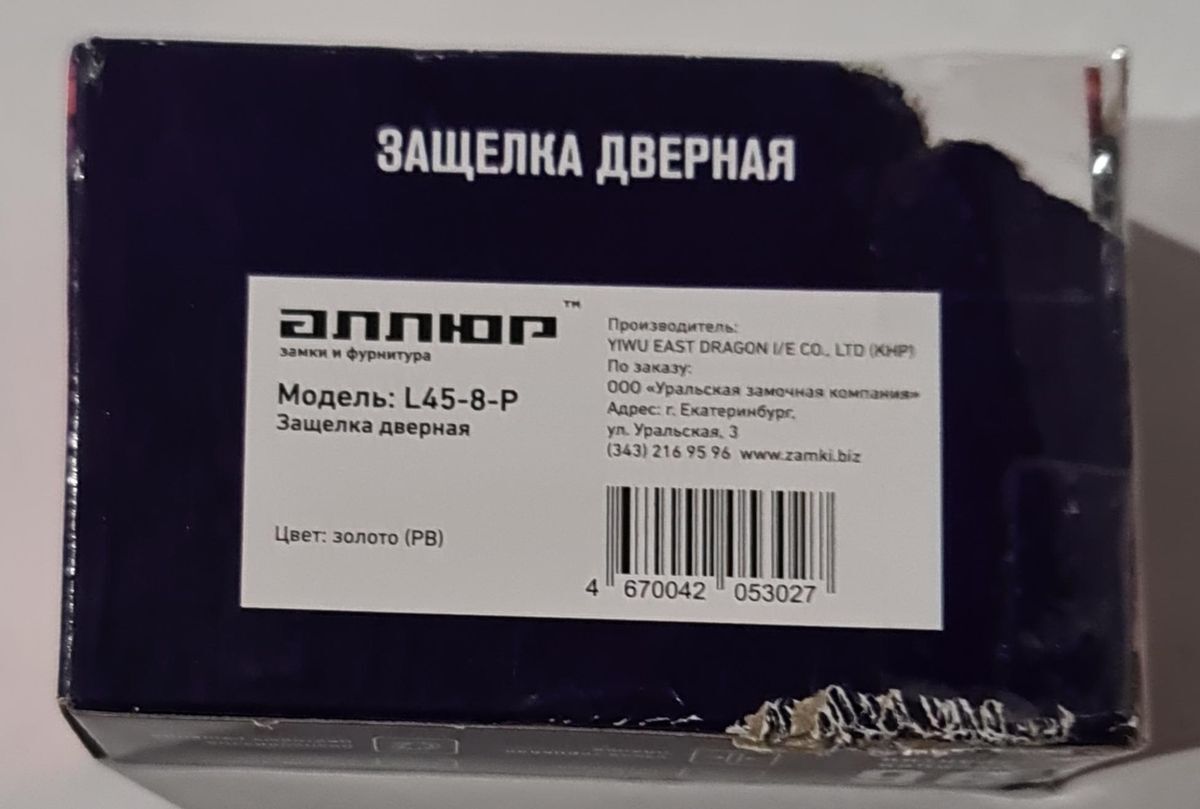 ЗАЩЕЛКА ДВЕРНАЯ
аллюр™
замки и фурнитура
Модель: L45-8-P
Защелка дверная
Цвет: золото (PB)
Производитель:
YIWU EAST DRAGON I/E CO., LTD (КНР)
По заказу:
ООО «Уральская замочная компания»
Адрес: г. Екатеринбург,
ул. Уральская, 3
(343) 216 95 96 www.zamki.biz
4 670042 053027